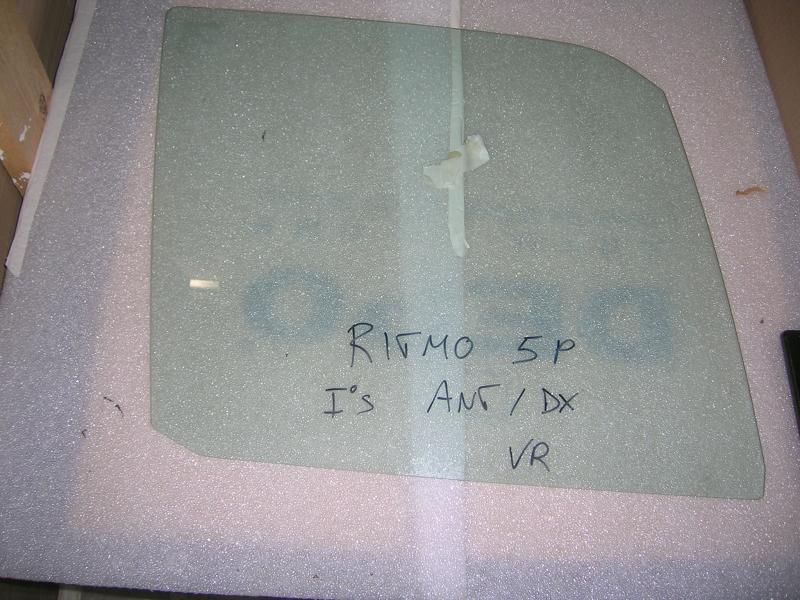 RITMO 5P
I°S ANT/DX
VR